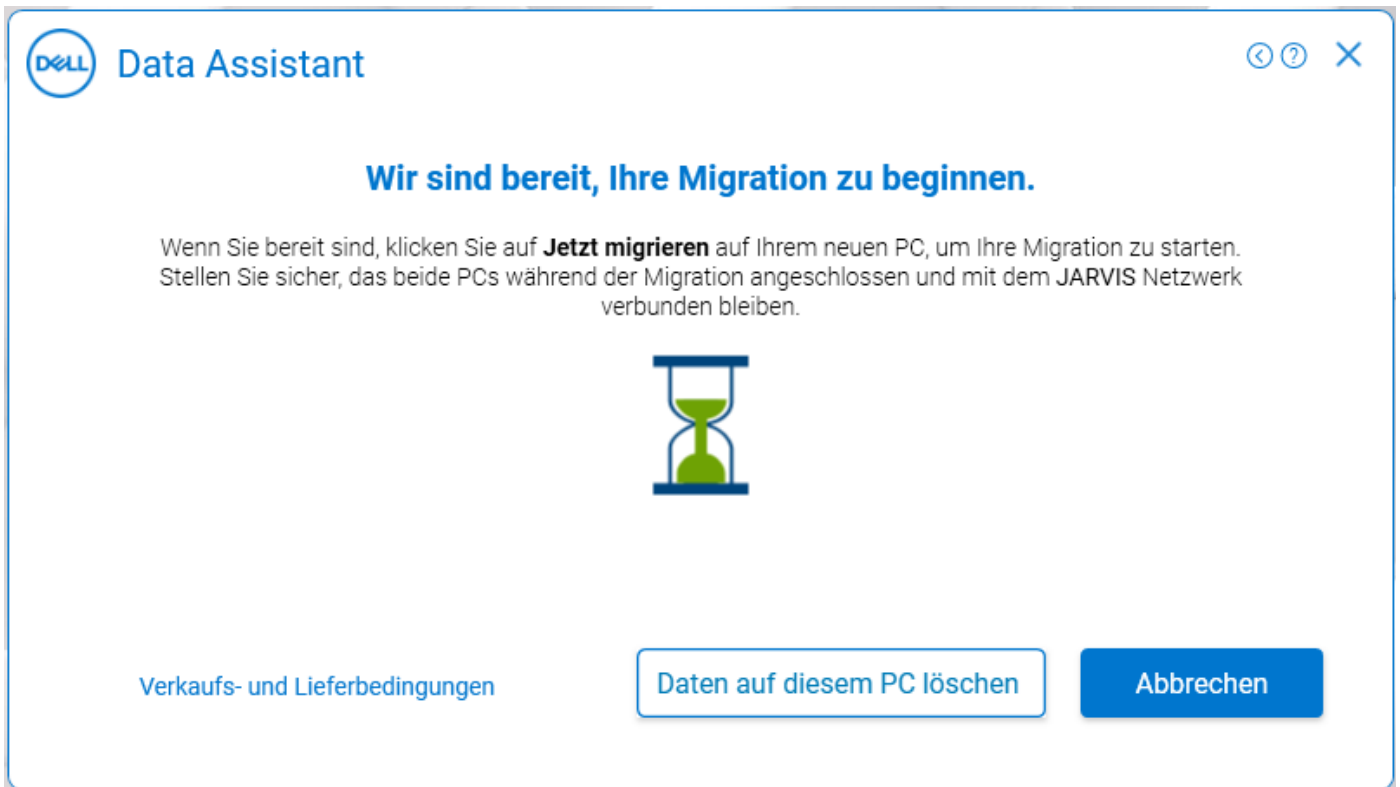 DELL Data Assistant
Wir sind bereit, Ihre Migration zu beginnen.
Wenn Sie bereit sind, klicken Sie auf Jetzt migrieren auf Ihrem neuen PC, um Ihre Migration zu starten.
Stellen Sie sicher, das beide PCs während der Migration angeschlossen und mit dem JARVIS Netzwerk
verbunden bleiben.
Verkaufs- und Lieferbedingungen
Daten auf diesem PC löschen
Abbrechen